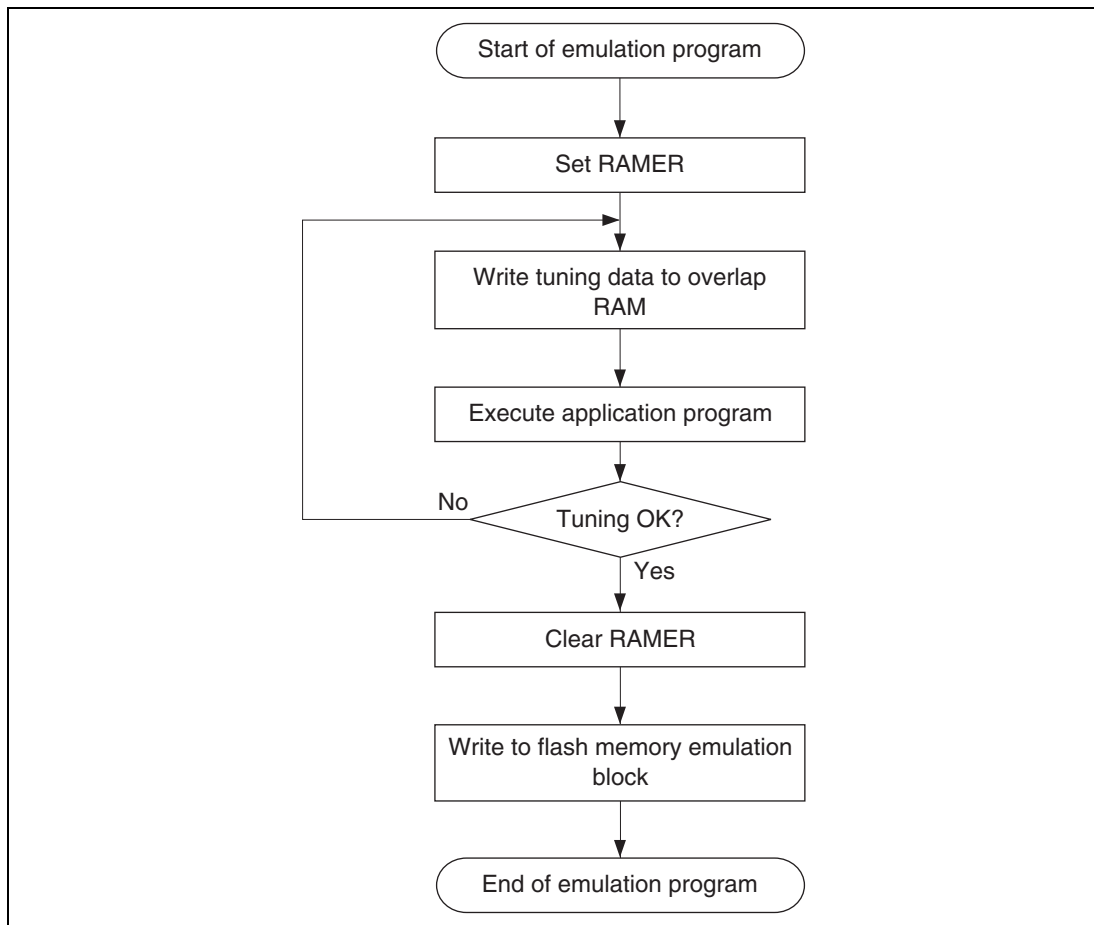 Start of emulation program
Set RAMER
Write tuning data to overlap
RAM
Execute application program
No
Tuning OK?
Yes
Clear RAMER
Write to flash memory emulation
block
End of emulation program